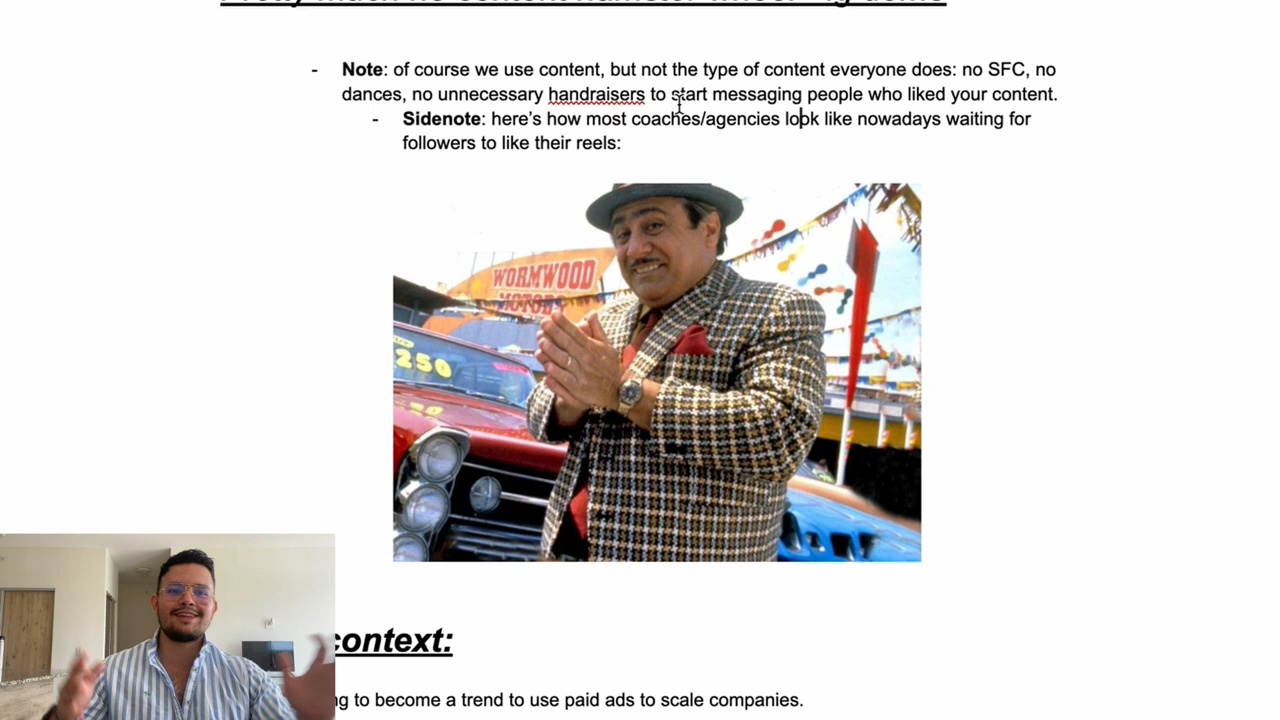 - Note: of course we use content, but not the type of content everyone does: no SFC, no
dances, no unnecessary handraisers to start messaging people who liked your content.
- Sidenote: here's how most coaches/agencies look like nowadays waiting for
followers to like their reels:
WORMWOOD
MOTORS
250
context:
ng to become a trend to use paid ads to scale companies.